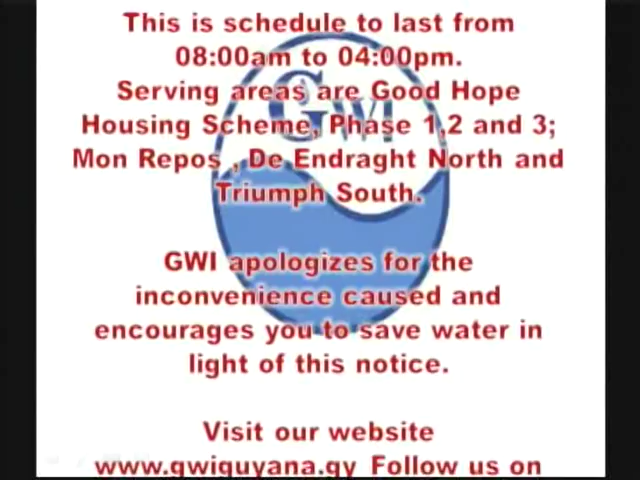 This is schedule to last from
08:00am to 04:00pm.
Serving areas are Good Hope
Housing Scheme, Phase 1,2 and 3;
Mon Repos , De Endraght North and
Triumph South.
GWI
GWI apologizes for the
inconvenience caused and
encourages you to save water in
light of this notice.
Visit our website
www.gwiguyana.gy Follow us on